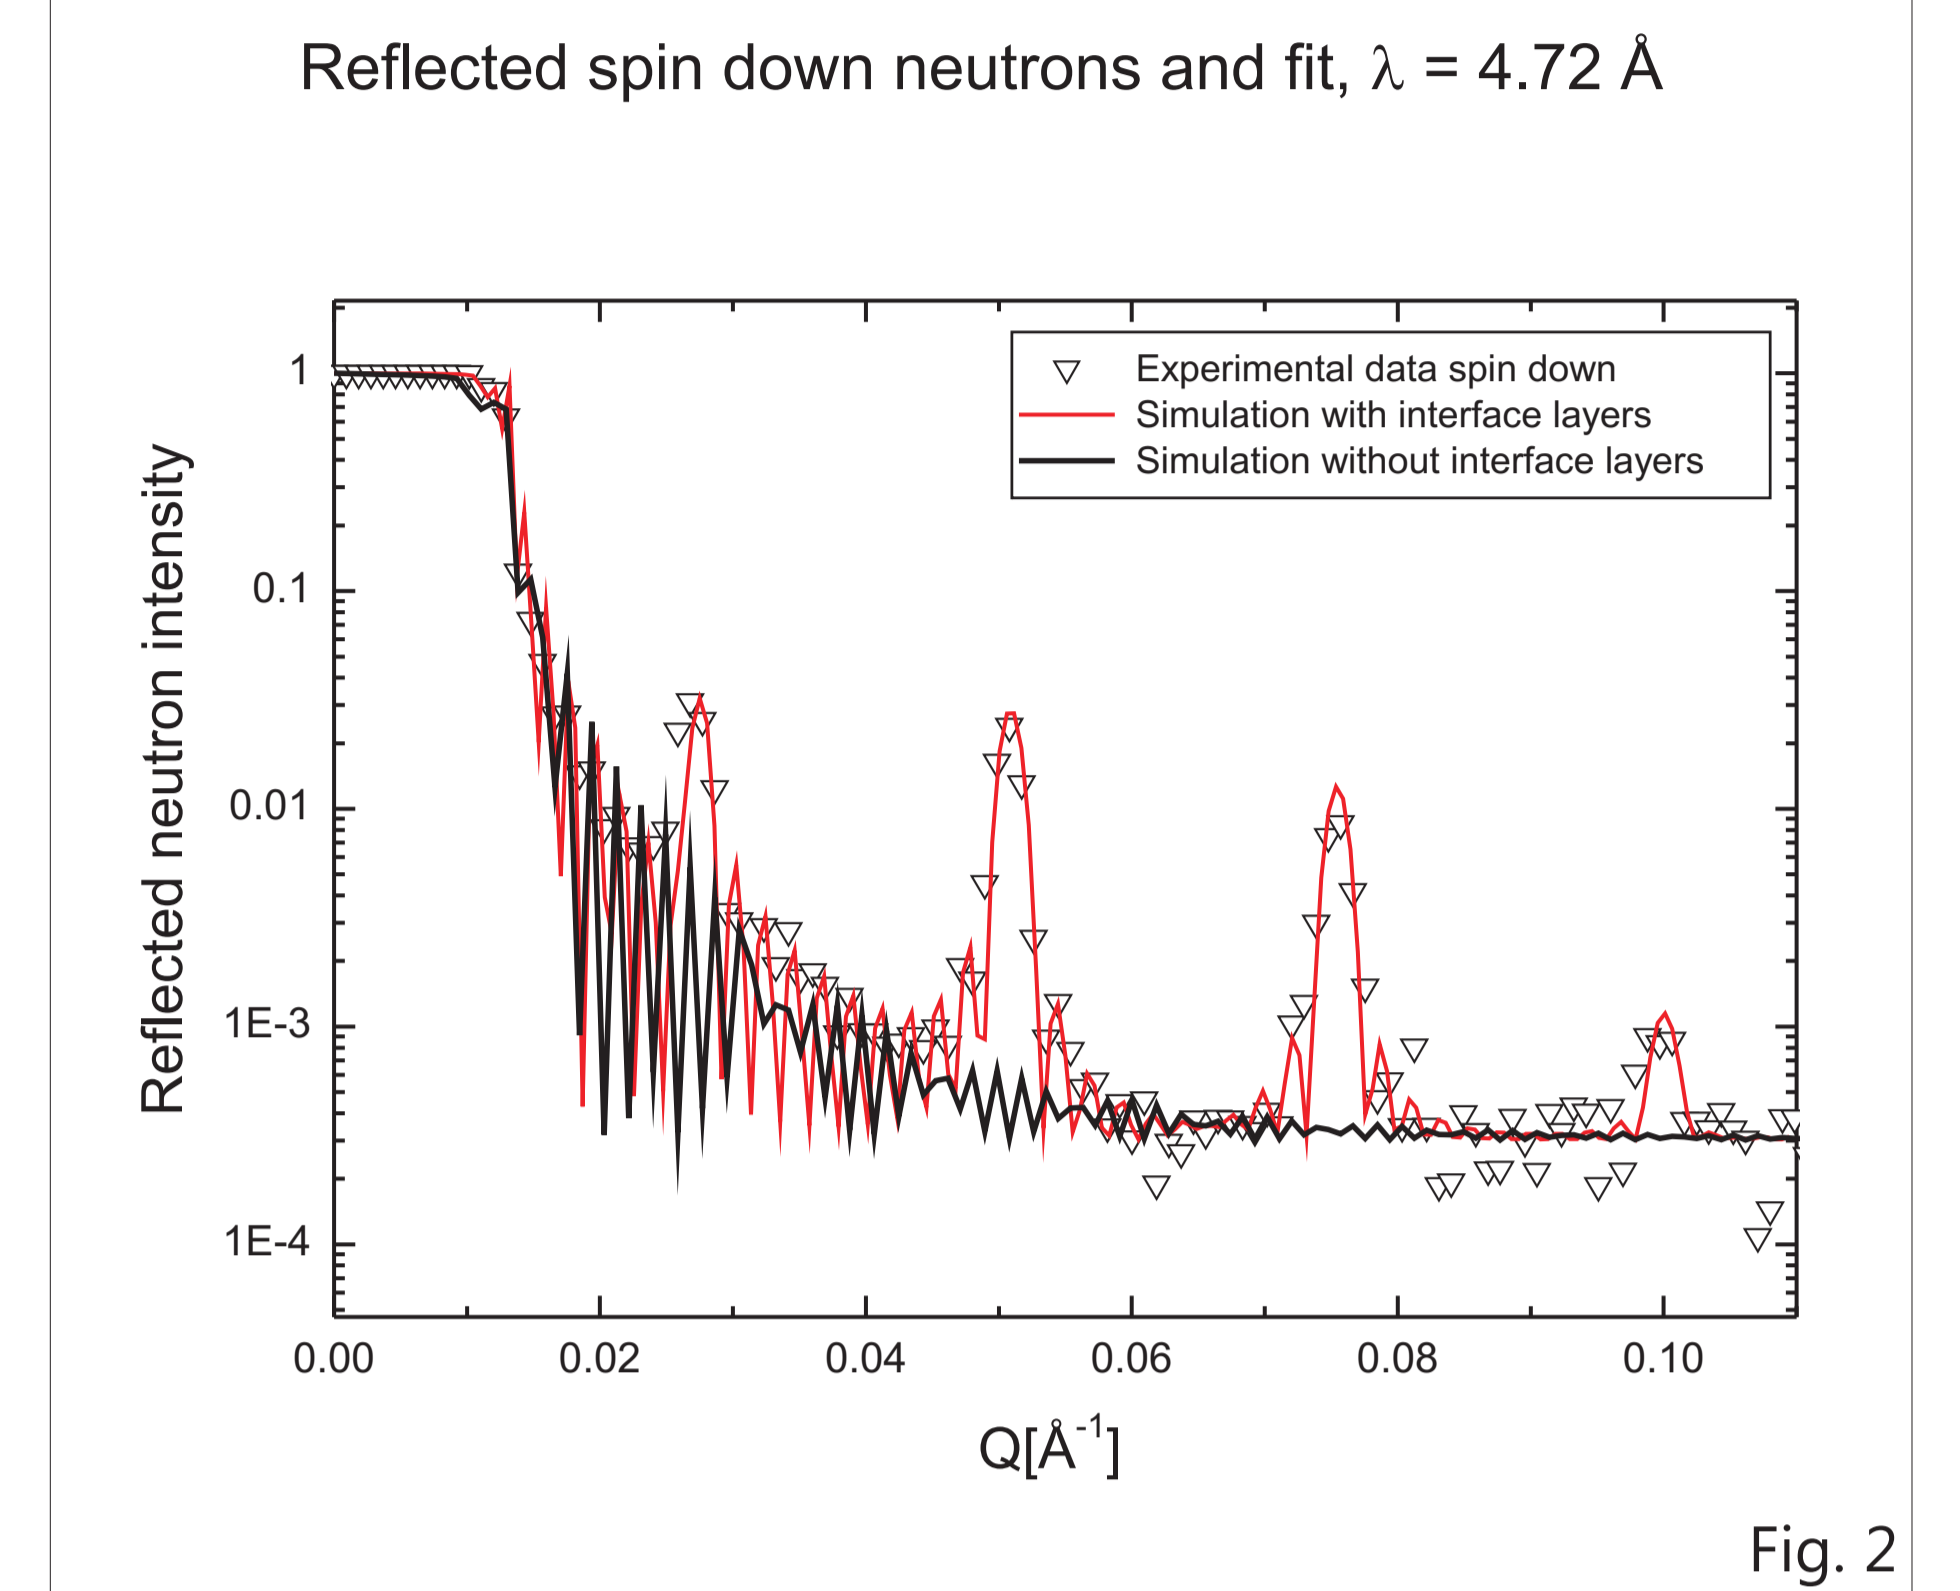 Reflected spin down neutrons and fit, λ = 4.72 Å
Experimental data spin down
Simulation with interface layers
Simulation without interface layers
Reflected neutron intensity
1
0.1
0.01
1E-3
1E-4
0.00 0.02 0.04 0.06 0.08 0.10
Q[Å⁻¹]
Fig. 2